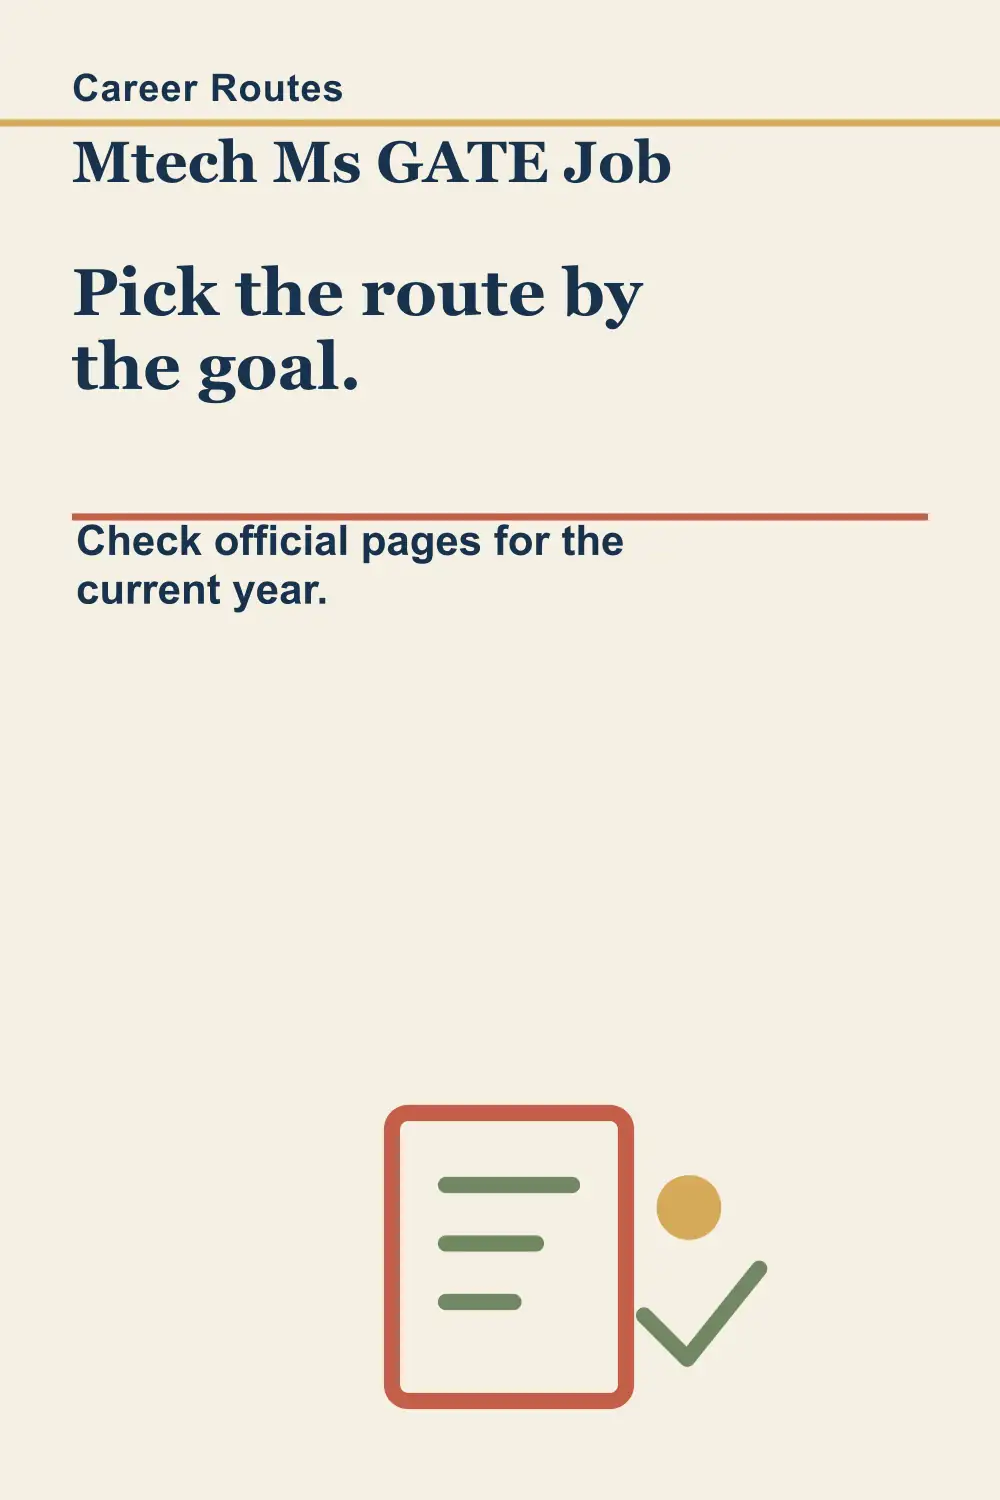 Career Routes
Mtech Ms GATE Job
Pick the route by
the goal.
Check official pages for the
current year.